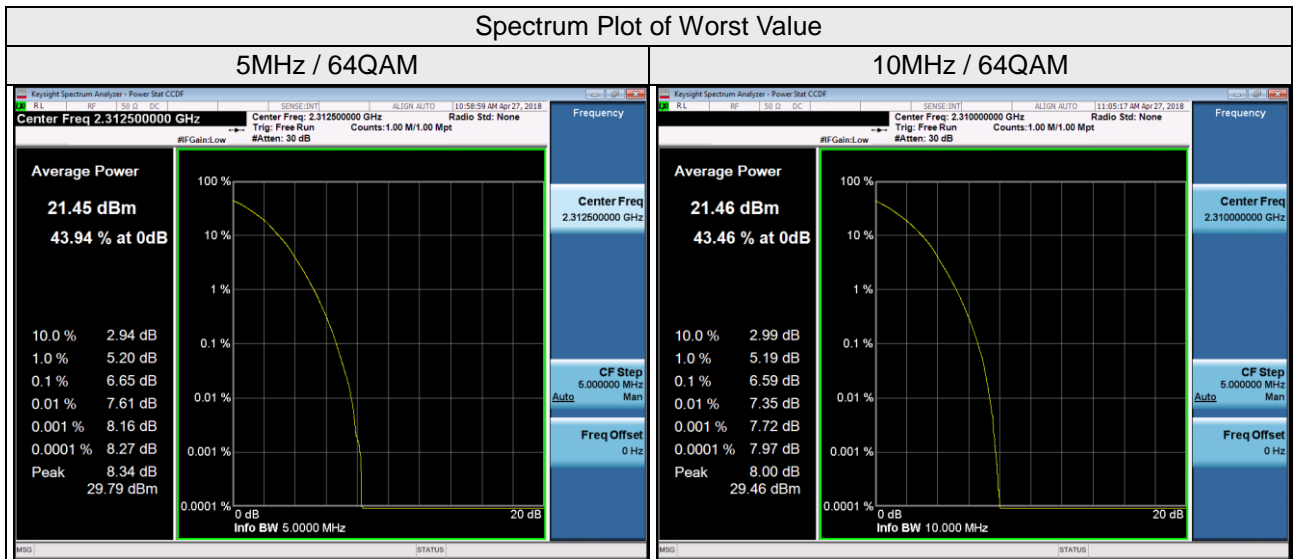 Spectrum Plot of Worst Value
5MHz / 64QAM
10MHz / 64QAM
Keysight Spectrum Analyzer - Power Stat CCDF
RL RF 50 Ω DC SENSE:INT ALIGN AUTO 10:58:59 AM Apr 27, 2018
Center Freq 2.312500000 GHz
Center Freq: 2.312500000 GHz Radio Std: None
Trig: Free Run Counts:1.00 M/1.00 Mpt
#IFGain:Low #Atten: 30 dB
Average Power
21.45 dBm
43.94 % at 0dB
10.0 % 2.94 dB
1.0 % 5.20 dB
0.1 % 6.65 dB
0.01 % 7.61 dB
0.001 % 8.16 dB
0.0001 % 8.27 dB
Peak 8.34 dB
29.79 dBm
100 %
10 %
1 %
0.1 %
0.01 %
0.001 %
0.0001 %
0 dB 20 dB
Info BW 5.0000 MHz
Frequency
Center Freq
2.312500000 GHz
CF Step
5.000000 MHz
Auto Man
Freq Offset
0 Hz
MSG STATUS
Keysight Spectrum Analyzer - Power Stat CCDF
RL RF 50 Ω DC SENSE:INT ALIGN AUTO 11:05:17 AM Apr 27, 2018
Center Freq: 2.310000000 GHz Radio Std: None
Trig: Free Run Counts:1.00 M/1.00 Mpt
#IFGain:Low #Atten: 30 dB
Average Power
21.46 dBm
43.46 % at 0dB
10.0 % 2.99 dB
1.0 % 5.19 dB
0.1 % 6.59 dB
0.01 % 7.35 dB
0.001 % 7.72 dB
0.0001 % 7.97 dB
Peak 8.00 dB
29.46 dBm
100 %
10 %
1 %
0.1 %
0.01 %
0.001 %
0.0001 %
0 dB 20 dB
Info BW 10.000 MHz
Frequency
Center Freq
2.310000000 GHz
CF Step
5.000000 MHz
Auto Man
Freq Offset
0 Hz
MSG STATUS